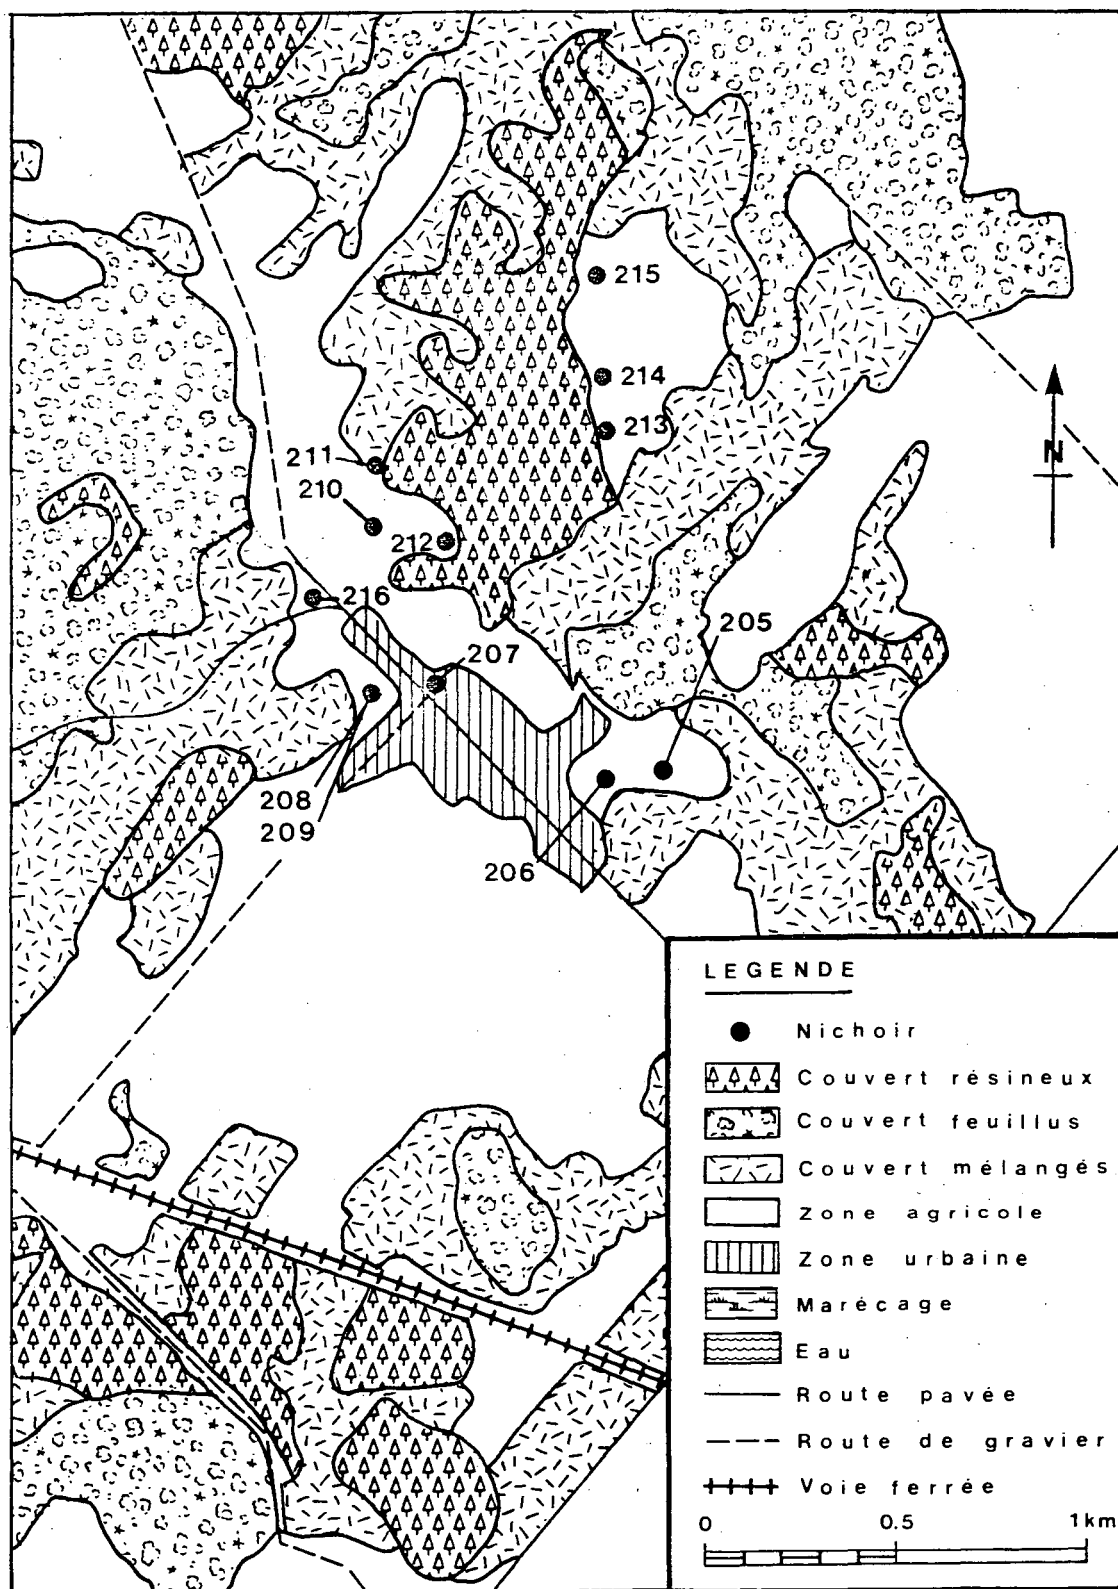 215
214
213
211
210
212
216
207
205
208
209
206
N
LEGENDE
Nichoir
Couvert résineux
Couvert feuillus
Couvert mélangés
Zone agricole
Zone urbaine
Marécage
Eau
Route pavée
Route de gravier
Voie ferrée
0 0.5 1km